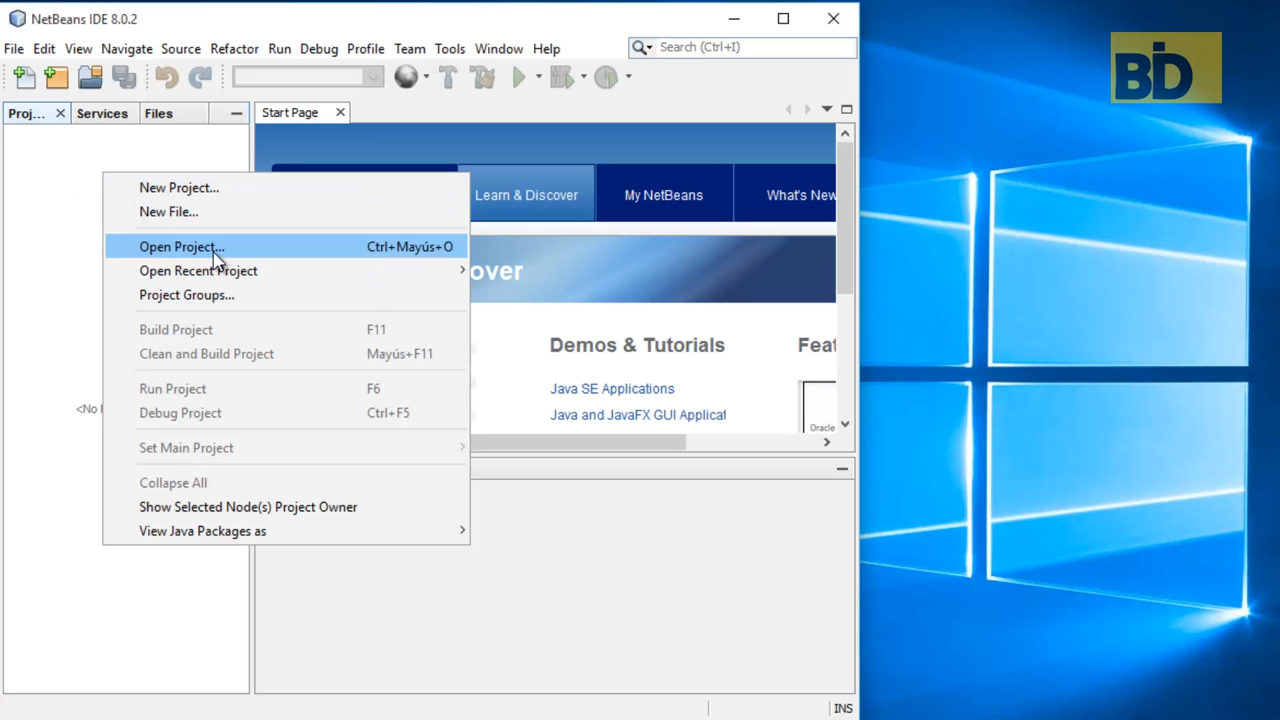 NetBeans IDE 8.0.2
File Edit View Navigate Source Refactor Run Debug Profile Team Tools Window Help
Search (Ctrl+I)
BID
Proj... Services Files
Start Page
New Project...
New File...
Open Project... Ctrl+Mayús+O
Open Recent Project
Project Groups...
Build Project F11
Clean and Build Project Mayús+F11
Run Project F6
Debug Project Ctrl+F5
Set Main Project
Collapse All
Show Selected Node(s) Project Owner
View Java Packages as
<No
Learn & Discover My NetBeans What's New
over
Demos & Tutorials
Java SE Applications
Java and JavaFX GUI Applicat
Feat
Oracle
INS